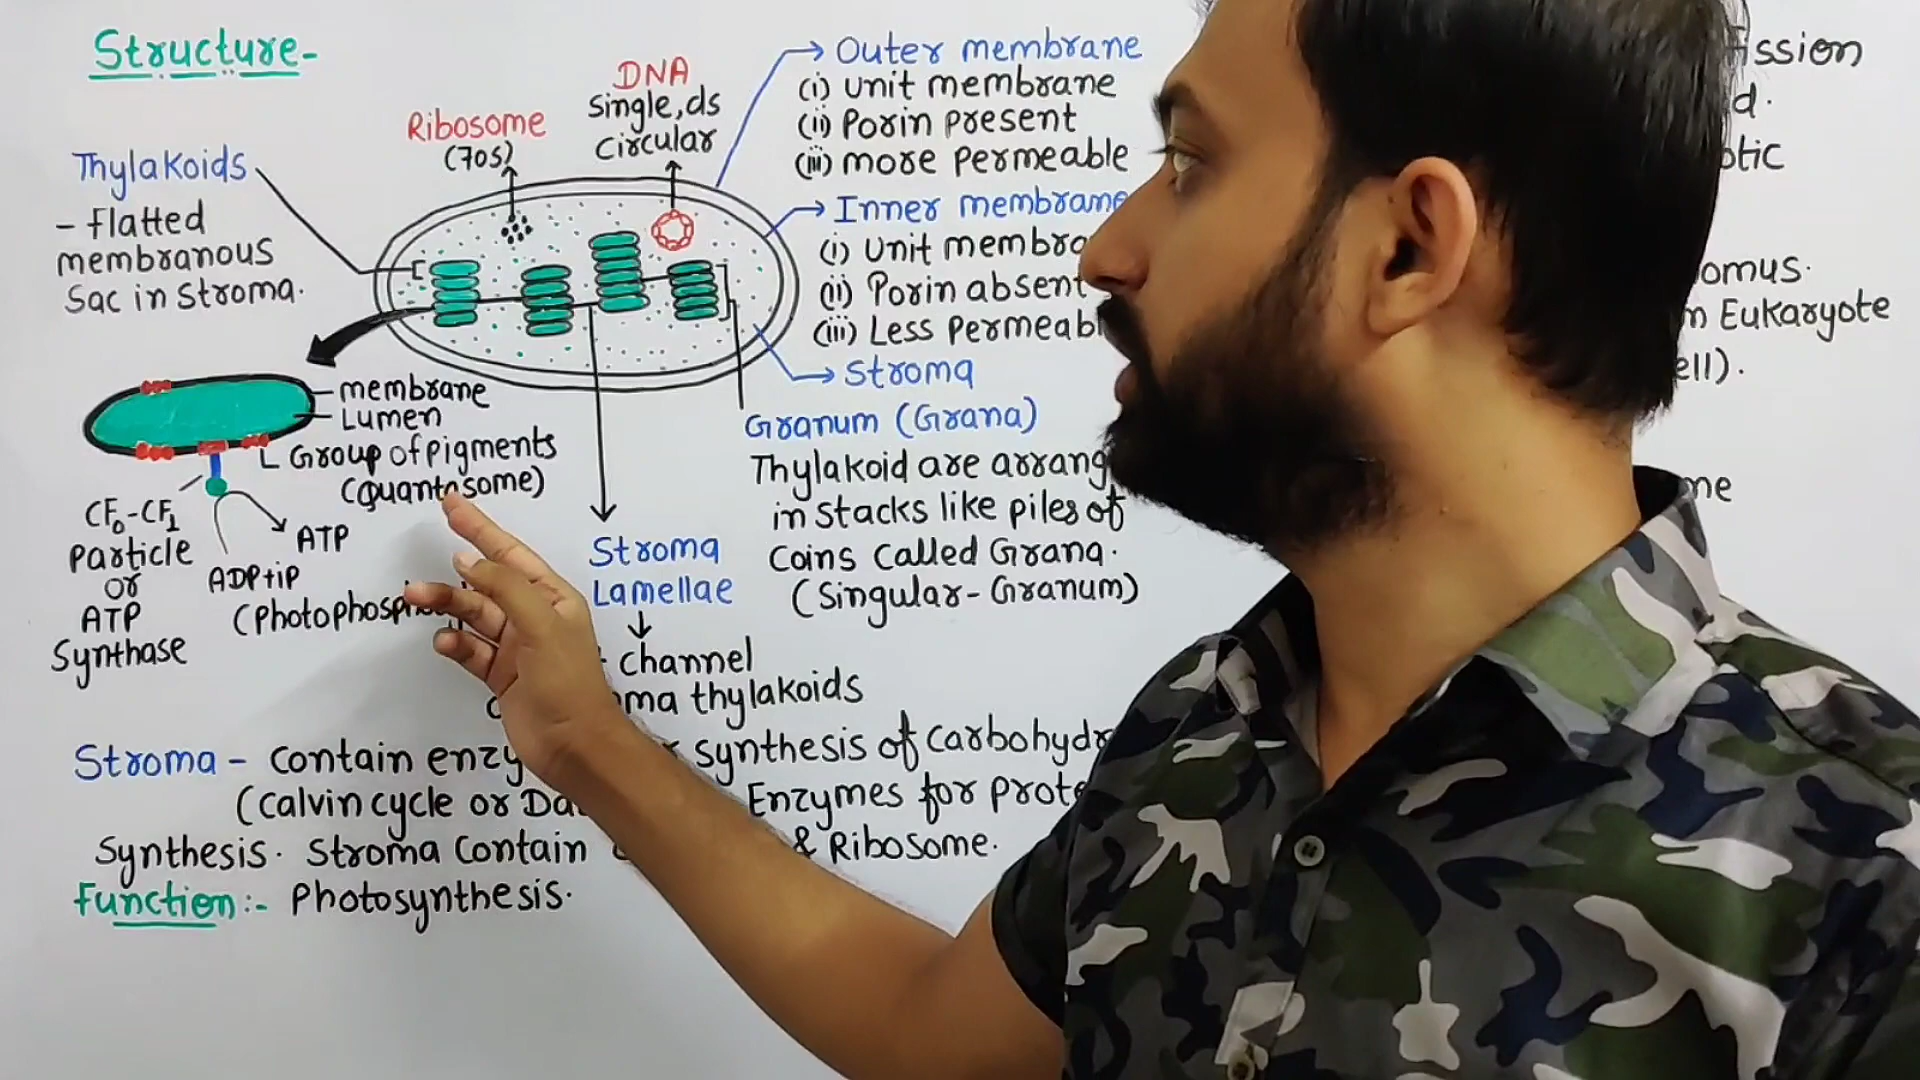 Structure-
Thylakoids
- flatted
membranous
Sac in stroma.
Ribosome
(70S)
DNA
single, ds
circular
Outer membrane
(i) unit membrane
(ii) Porin present
(iii) more permeable
Inner membrane
(i) Unit membra
(ii) Porin absent
(iii) Less permeab
Stroma
Granum (Grana)
Thylakoid are arrang
in stacks like piles of
coins called Grana.
(Singular - Granum)
membrane
Lumen
Group of pigments
(Quantosome)
CF0-CF1
particle
or
ATP
Synthase
ADP+iP
ATP
(Photophosph
Stroma
Lamellae
channel
ma thylakoids
Stroma - contain enzy synthesis of carbohydr
(calvin cycle or Da Enzymes for prote
Synthesis. Stroma contain & Ribosome.
Function:- Photosynthesis.
ission
d.
otic
omus.
n Eukaryote
ell).
me